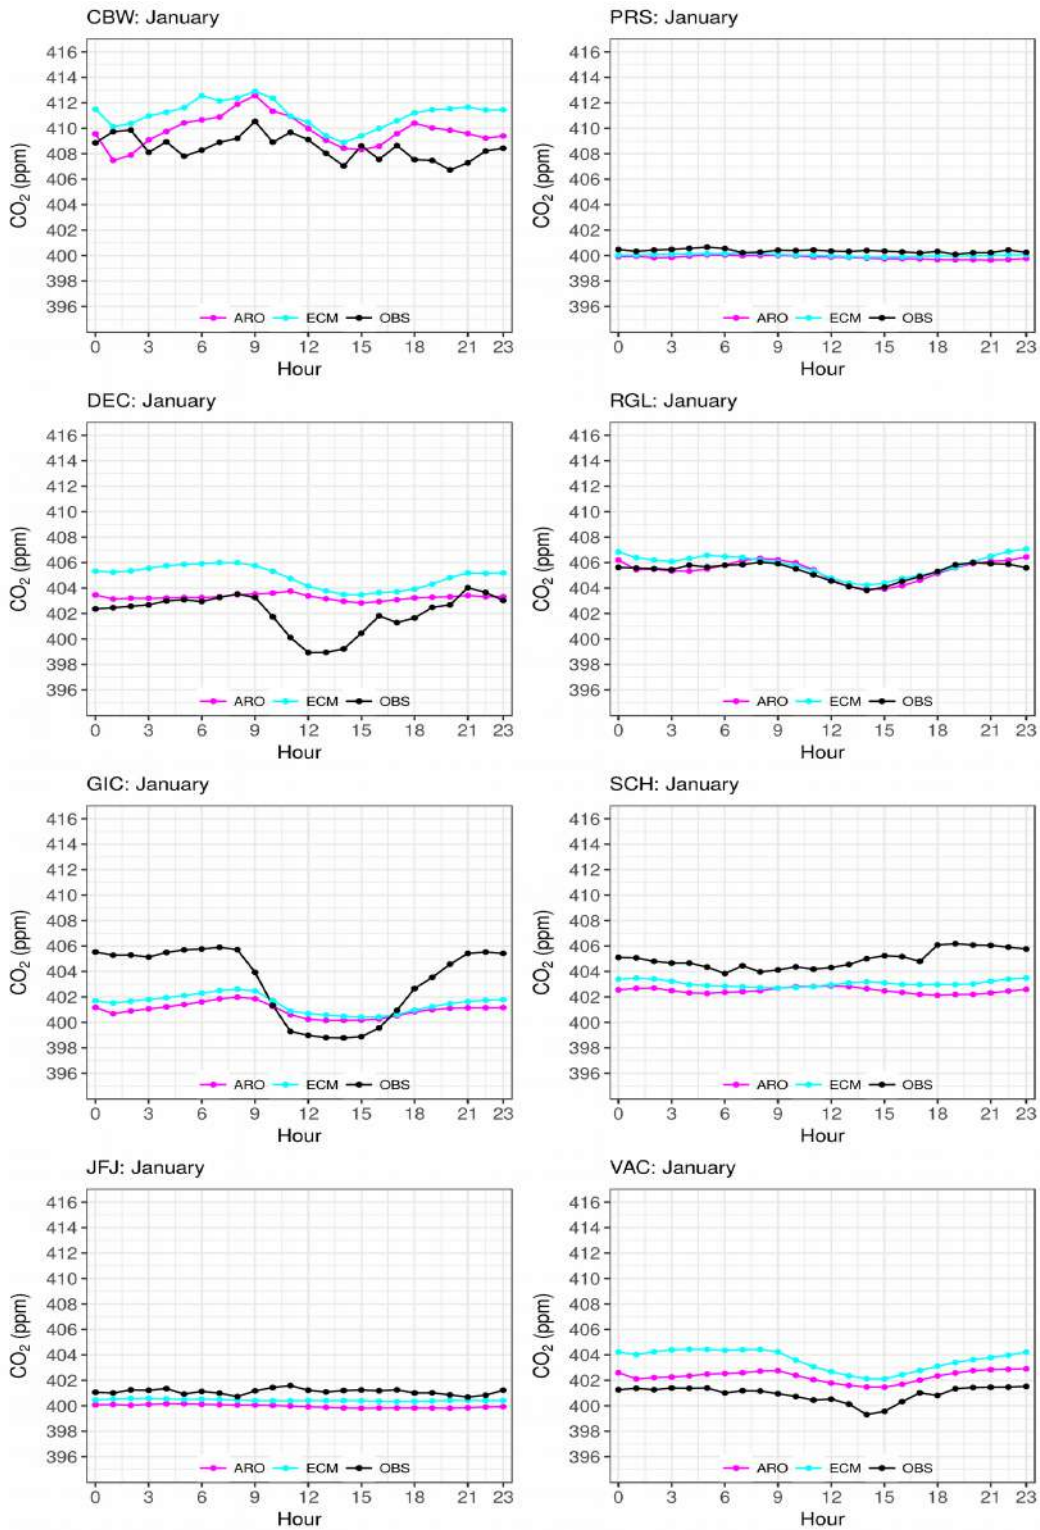 CBW: January
416
414
412
410
408
406
404
402
400
398
396
CO2 (ppm)
ARO ECM OBS
0 3 6 9 12 15 18 21 23
Hour
PRS: January
416
414
412
410
408
406
404
402
400
398
396
CO2 (ppm)
ARO ECM OBS
0 3 6 9 12 15 18 21 23
Hour
DEC: January
416
414
412
410
408
406
404
402
400
398
396
CO2 (ppm)
ARO ECM OBS
0 3 6 9 12 15 18 21 23
Hour
RGL: January
416
414
412
410
408
406
404
402
400
398
396
CO2 (ppm)
ARO ECM OBS
0 3 6 9 12 15 18 21 23
Hour
GIC: January
416
414
412
410
408
406
404
402
400
398
396
CO2 (ppm)
ARO ECM OBS
0 3 6 9 12 15 18 21 23
Hour
SCH: January
416
414
412
410
408
406
404
402
400
398
396
CO2 (ppm)
ARO ECM OBS
0 3 6 9 12 15 18 21 23
Hour
JFJ: January
416
414
412
410
408
406
404
402
400
398
396
CO2 (ppm)
ARO ECM OBS
0 3 6 9 12 15 18 21 23
Hour
VAC: January
416
414
412
410
408
406
404
402
400
398
396
CO2 (ppm)
ARO ECM OBS
0 3 6 9 12 15 18 21 23
Hour